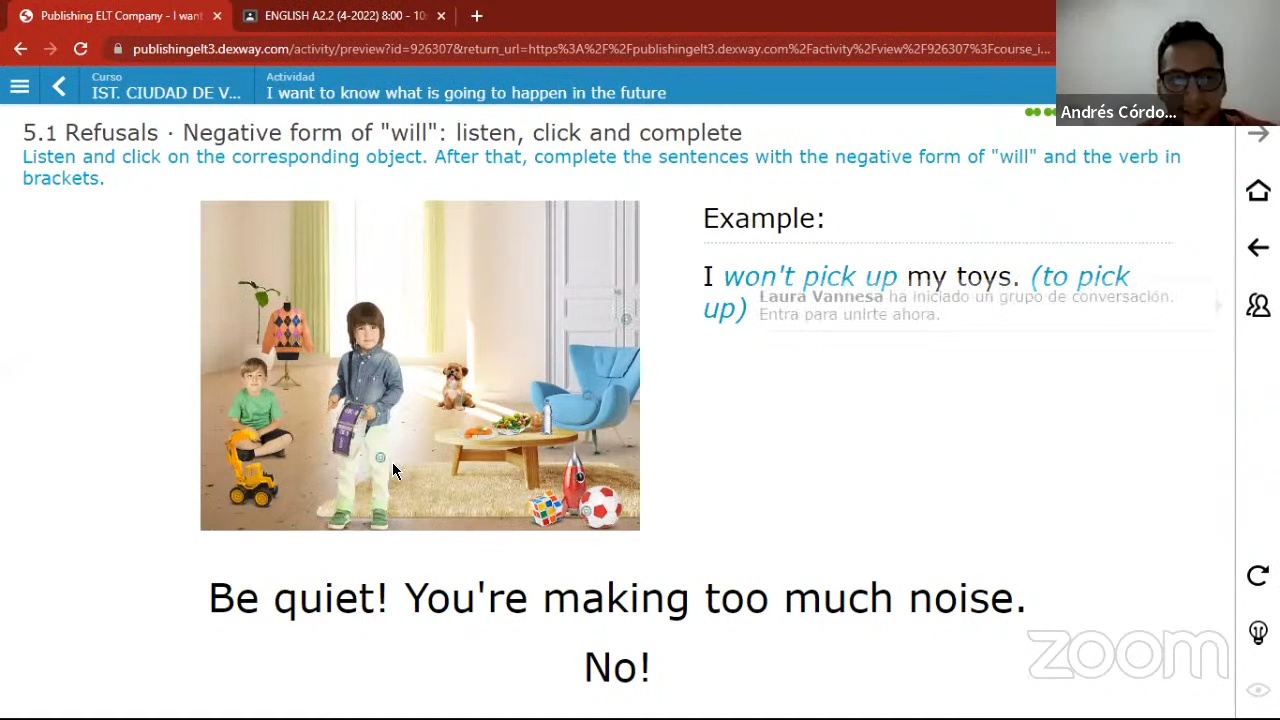 Publishing ELT Company - I want
ENGLISH A2.2 (4-2022) 8:00 - 10:
publishingelt3.dexway.com/activity/preview?id=926307&return_url=https%3A%2F%2Fpublishingelt3.dexway.com%2Factivity%2Fview%2F926307%3Fcourse_i...
Curso
IST. CIUDAD DE V...
Actividad
I want to know what is going to happen in the future
Andrés Córdo...
5.1 Refusals · Negative form of "will": listen, click and complete
Listen and click on the corresponding object. After that, complete the sentences with the negative form of "will" and the verb in
brackets.
Example:
I won't pick up my toys. (to pick
up)
Laura Vannesa ha iniciado un grupo de conversación.
Entra para unirte ahora.
Be quiet! You're making too much noise.
No!
zoom